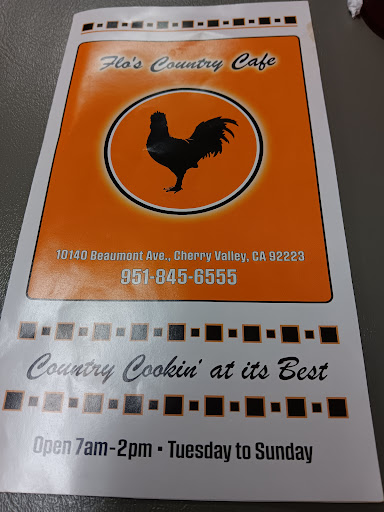 Flo's Country Cafe
10140 Beaumont Ave., Cherry Valley, CA 92223
951-845-6555
Country Cookin' at its Best
Open 7am-2pm • Tuesday to Sunday